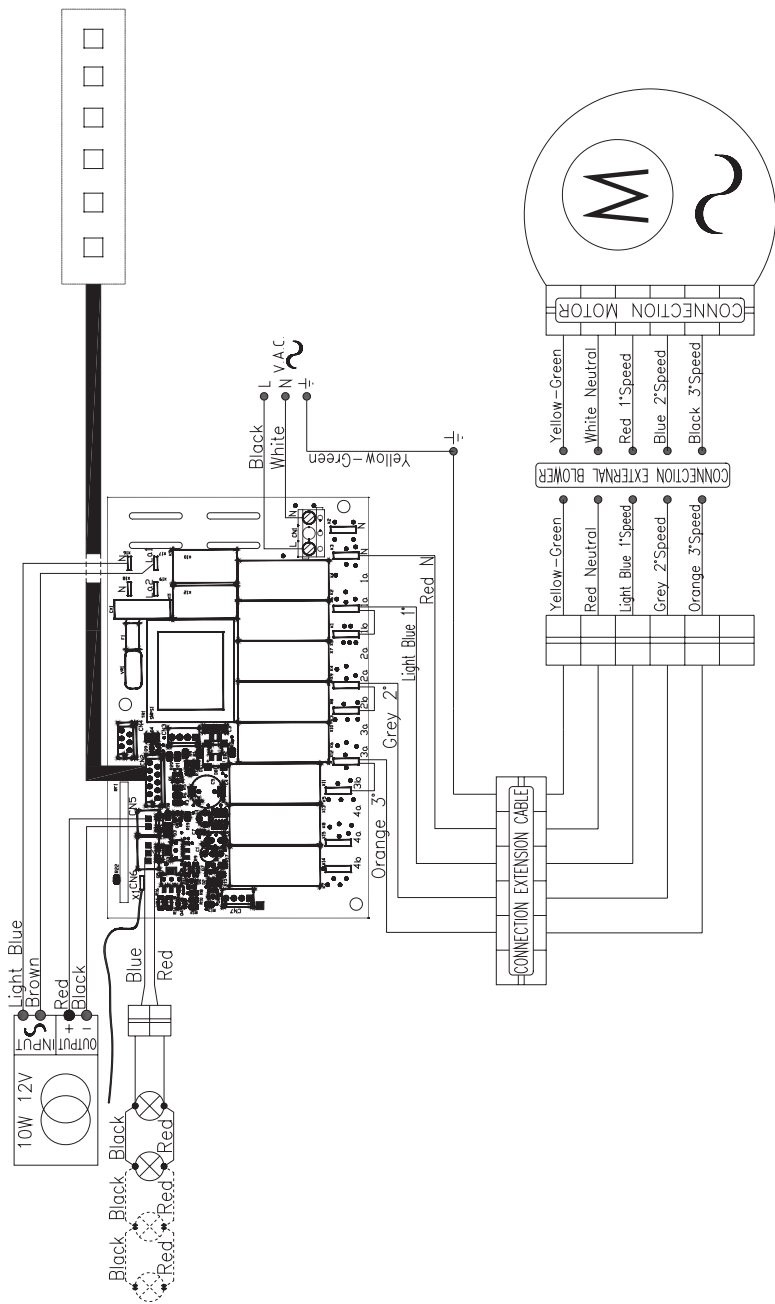 Light Blue
Brown
Red
Black
INPUT
OUTPUT
+
−
10W 12V
Blue
Red
Black
Red
Black
Red
Black
Red
X1
CN6
CN5
CN7
Black
White
Yellow-Green
L
N
V.A.C.
N
La2
N
La1
L
N
N
N
1a
1b
2a
2b
3a
3b
4a
4b
Red N
Light Blue 1°
Grey 2°
Orange 3°
CONNECTION EXTENSION CABLE
Yellow-Green
Red Neutral
Light Blue 1°Speed
Grey 2°Speed
Orange 3°Speed
CONNECTION EXTERNAL BLOWER
Yellow-Green
White Neutral
Red 1°Speed
Blue 2°Speed
Black 3°Speed
CONNECTION MOTOR
M